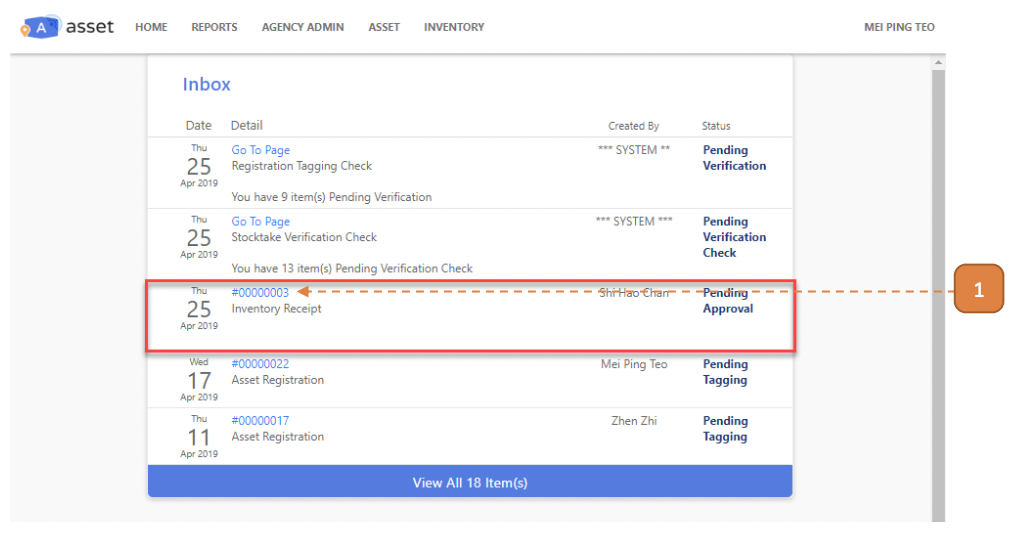 A asset HOME REPORTS AGENCY ADMIN ASSET INVENTORY MEI PING TEO
Inbox
Date Detail Created By Status
Thu
25
Apr 2019
Go To Page
Registration Tagging Check
You have 9 item(s) Pending Verification
*** SYSTEM **
Pending
Verification
Thu
25
Apr 2019
Go To Page
Stocktake Verification Check
You have 13 item(s) Pending Verification Check
*** SYSTEM ***
Pending
Verification
Check
Thu
25
Apr 2019
#00000003
Inventory Receipt
Shi Hao Chan
Pending
Approval
1
Wed
17
Apr 2019
#00000022
Asset Registration
Mei Ping Teo
Pending
Tagging
Thu
11
Apr 2019
#00000017
Asset Registration
Zhen Zhi
Pending
Tagging
View All 18 Item(s)